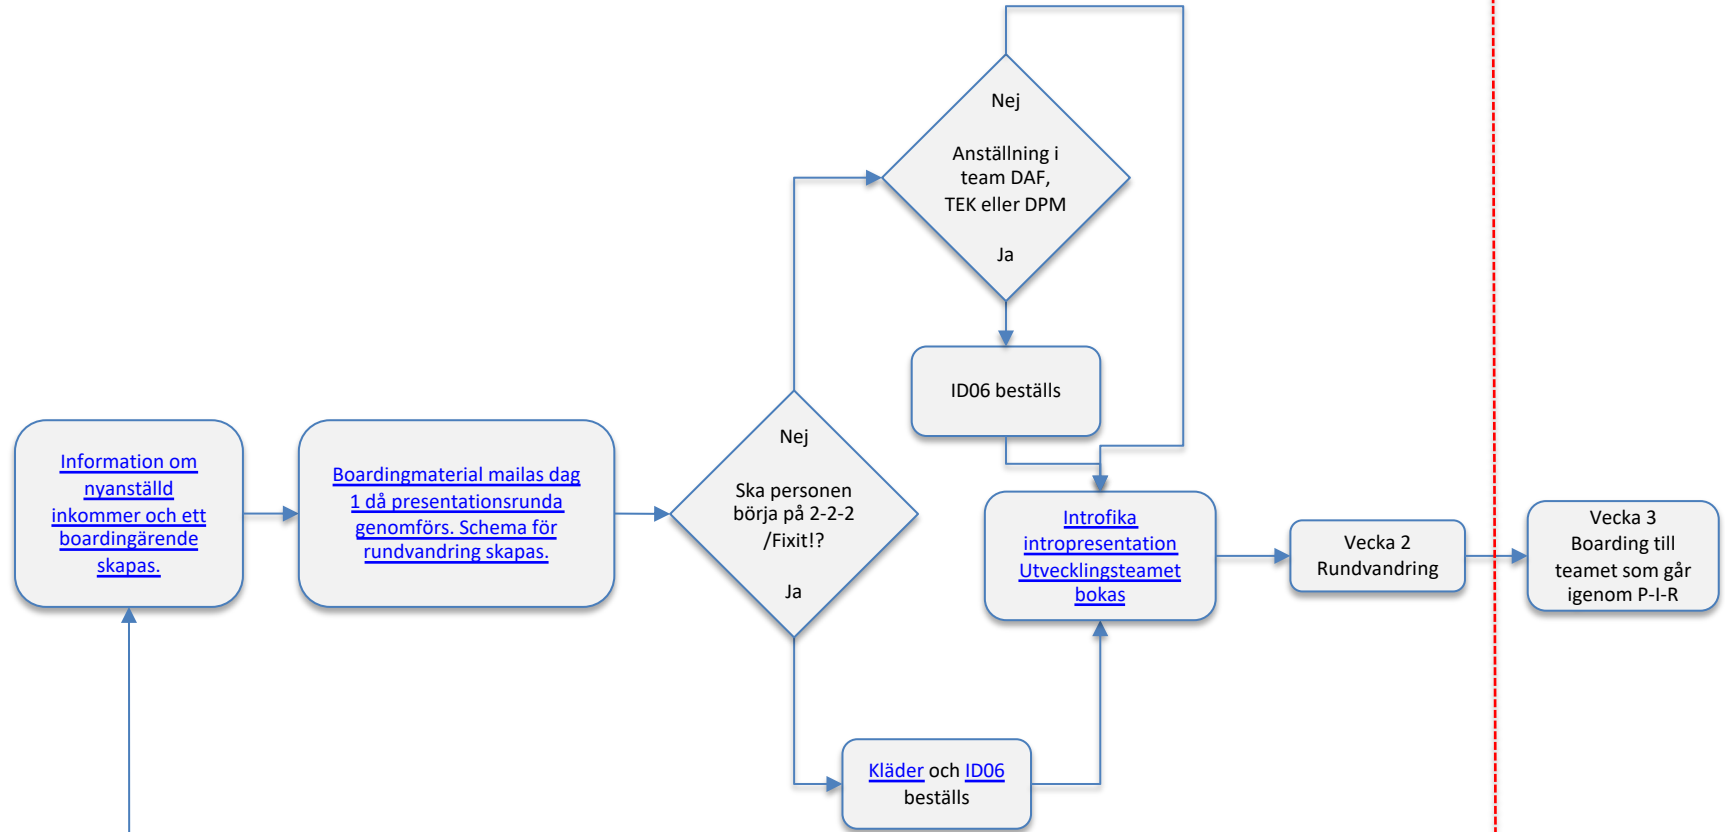 Information om
nyanställd
inkommer och ett
boardingärende
skapas.
Boardingmaterial mailas dag
1 då presentationsrunda
genomförs. Schema för
rundvandring skapas.
Nej
Ska personen
börja på 2-2-2
/Fixit!?
Ja
Nej
Anställning i
team DAF,
TEK eller DPM
Ja
ID06 beställs
Kläder och ID06
beställs
Introfika
intropresentation
Utvecklingsteamet
bokas
Vecka 2
Rundvandring
Vecka 3
Boarding till
teamet som går
igenom P-I-R